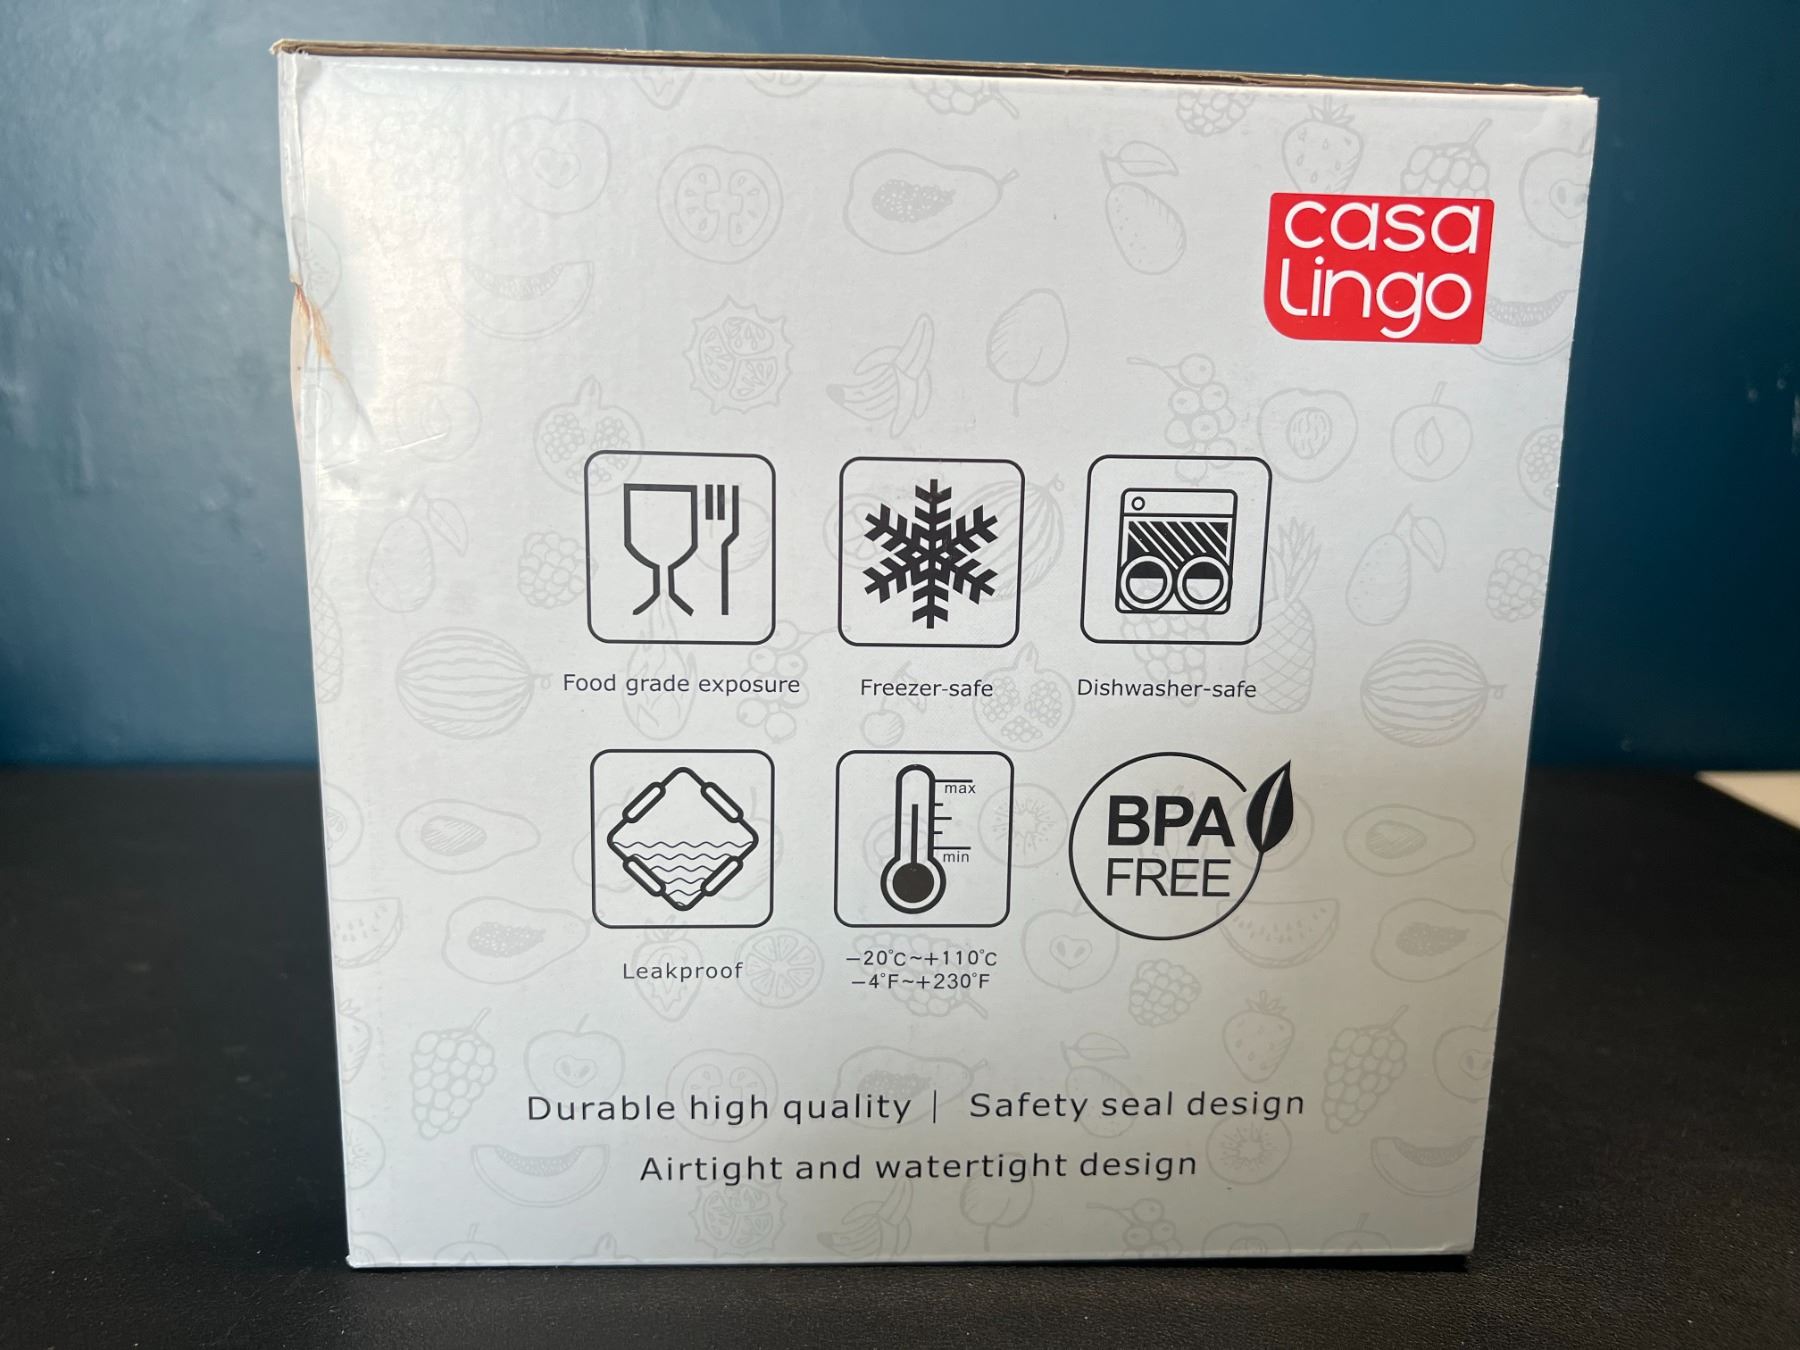 casa
lingo
Food grade exposure
Freezer-safe
Dishwasher-safe
max
min
BPA
FREE
Leakproof
−20℃~+110℃
−4℉~+230℉
Durable high quality | Safety seal design
Airtight and watertight design